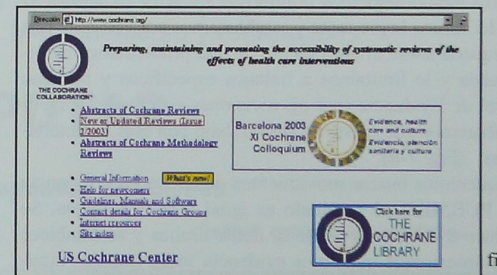 Dirección http://www.cochrane.org/
Preparing, maintaining and promoting the accessibility of systematic reviews of the
effects of health care interventions
THE COCHRANE
COLLABORATION®
Abstracts of Cochrane Reviews
New or Updated Reviews (Issue
2/2003)
Abstracts of Cochrane Methodology
Reviews
General Information What's new!
Help for newcomers
Guidelines, Manuals and Software
Contact details for Cochrane Groups
Internet resources
Site index
US Cochrane Center
Barcelona 2003
XI Cochrane
Colloquium
Evidence, health
care and culture
Evidencia, atención
sanitaria y cultura
Click here for
THE
COCHRANE
LIBRARY